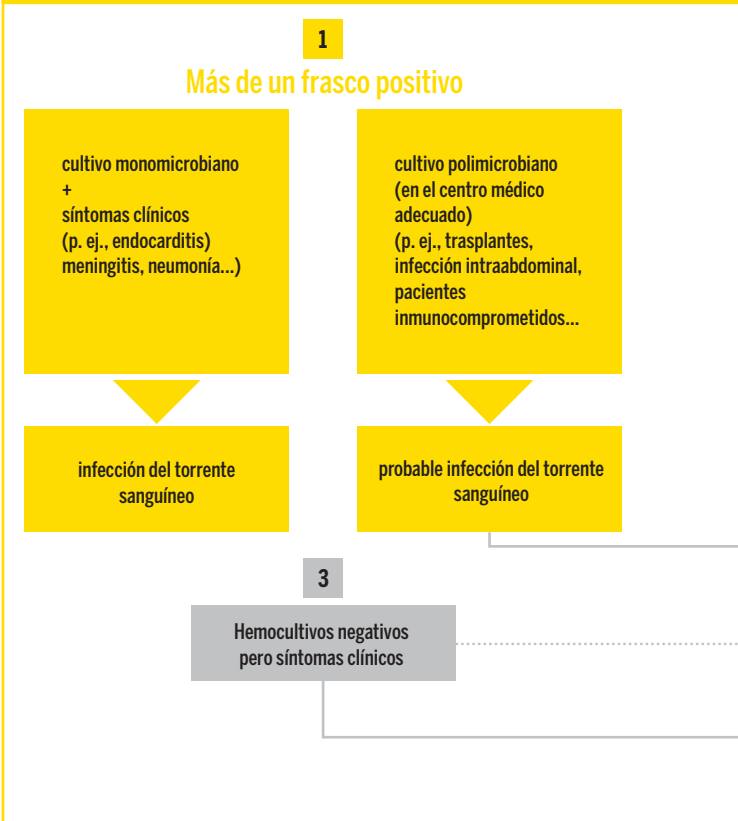 1
Más de un frasco positivo
cultivo monomicrobiano
+
síntomas clínicos
(p. ej., endocarditis)
meningitis, neumonía...)
cultivo polimicrobiano
(en el centro médico
adecuado)
(p. ej., trasplantes,
infección intraabdominal,
pacientes
inmunocomprometidos...
infección del torrente
sanguíneo
probable infección del torrente
sanguíneo
3
Hemocultivos negativos
pero síntomas clínicos